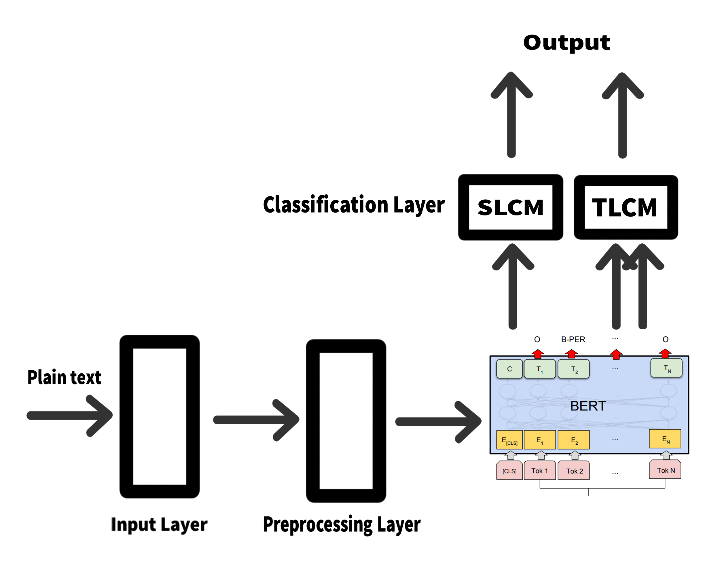 Output
Classification Layer
SLCM
TLCM
O
B-PER
...
O
C
T1
T2
...
TN
Plain text
BERT
E[CLS]
E1
E2
...
EN
[CLS]
Tok 1
Tok 2
...
Tok N
Input Layer
Preprocessing Layer